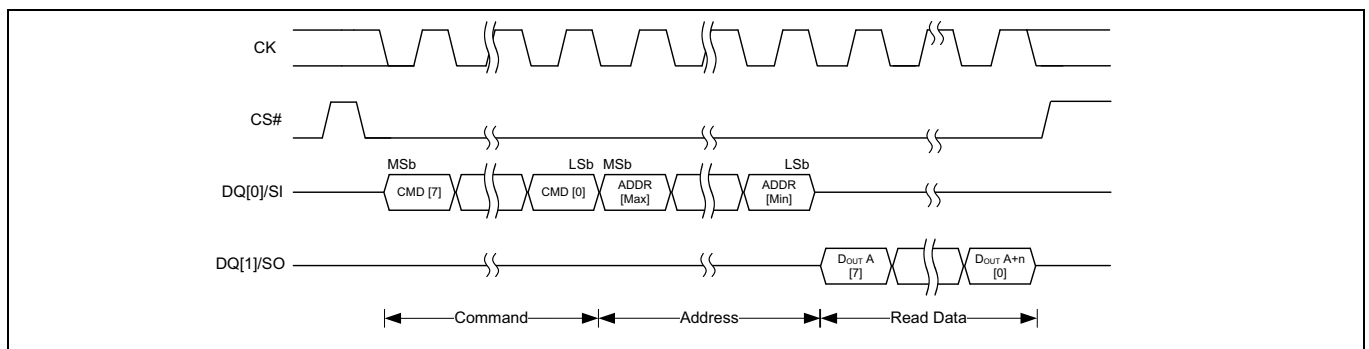 CK
CS#
MSb LSb MSb LSb
DQ[0]/SI CMD [7] CMD [0] ADDR [Max] ADDR [Min]
DQ[1]/SO DOUT A [7] DOUT A+n [0]
Command Address Read Data